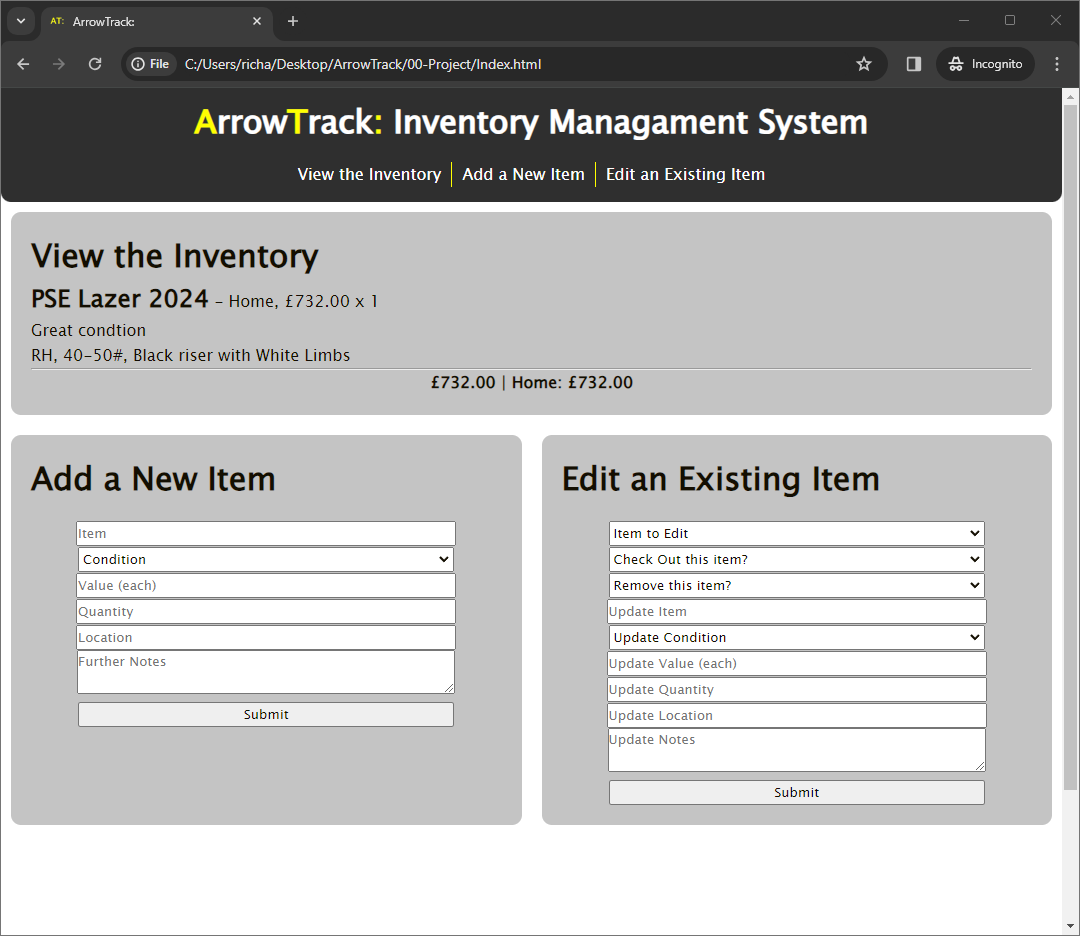 AT: ArrowTrack:
File C:/Users/richa/Desktop/ArrowTrack/00-Project/Index.html Incognito
ArrowTrack: Inventory Managament System
View the Inventory Add a New Item Edit an Existing Item
View the Inventory
PSE Lazer 2024 – Home, £732.00 x 1
Great condtion
RH, 40-50#, Black riser with White Limbs
£732.00 | Home: £732.00
Add a New Item
Item
Condition
Value (each)
Quantity
Location
Further Notes
Submit
Edit an Existing Item
Item to Edit
Check Out this item?
Remove this item?
Update Item
Update Condition
Update Value (each)
Update Quantity
Update Location
Update Notes
Submit